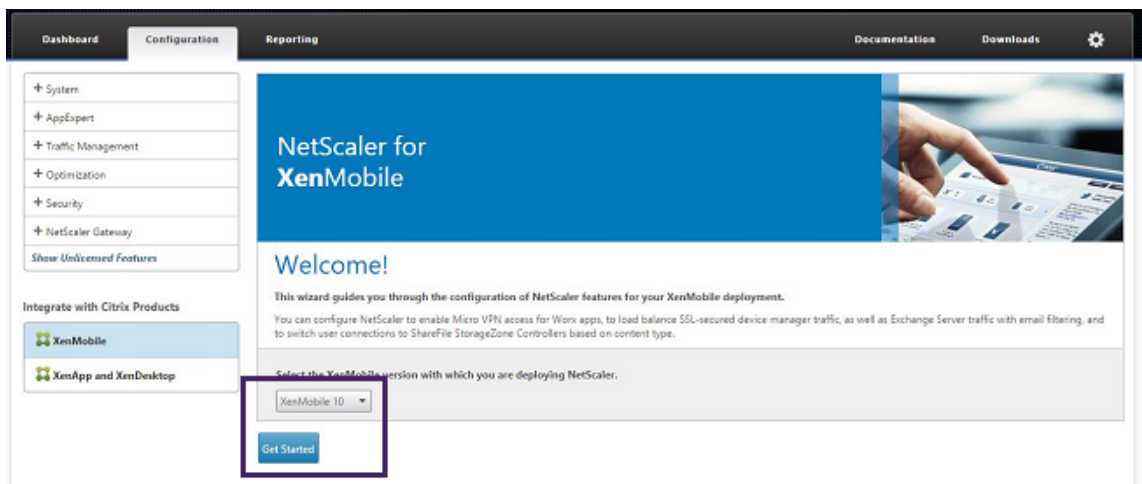 Dashboard Configuration Reporting Documentation Downloads
+ System
+ AppExpert
+ Traffic Management
+ Optimization
+ Security
+ NetScaler Gateway
Show Unlicensed Features
Integrate with Citrix Products
XenMobile
XenApp and XenDesktop
NetScaler for
XenMobile
Welcome!
This wizard guides you through the configuration of NetScaler features for your XenMobile deployment.
You can configure NetScaler to enable Micro VPN access for Worx apps, to load balance SSL-secured device manager traffic, as well as Exchange Server traffic with email filtering, and
to switch user connections to ShareFile StorageZone Controllers based on content type.
Select the XenMobile version with which you are deploying NetScaler.
XenMobile 10
Get Started